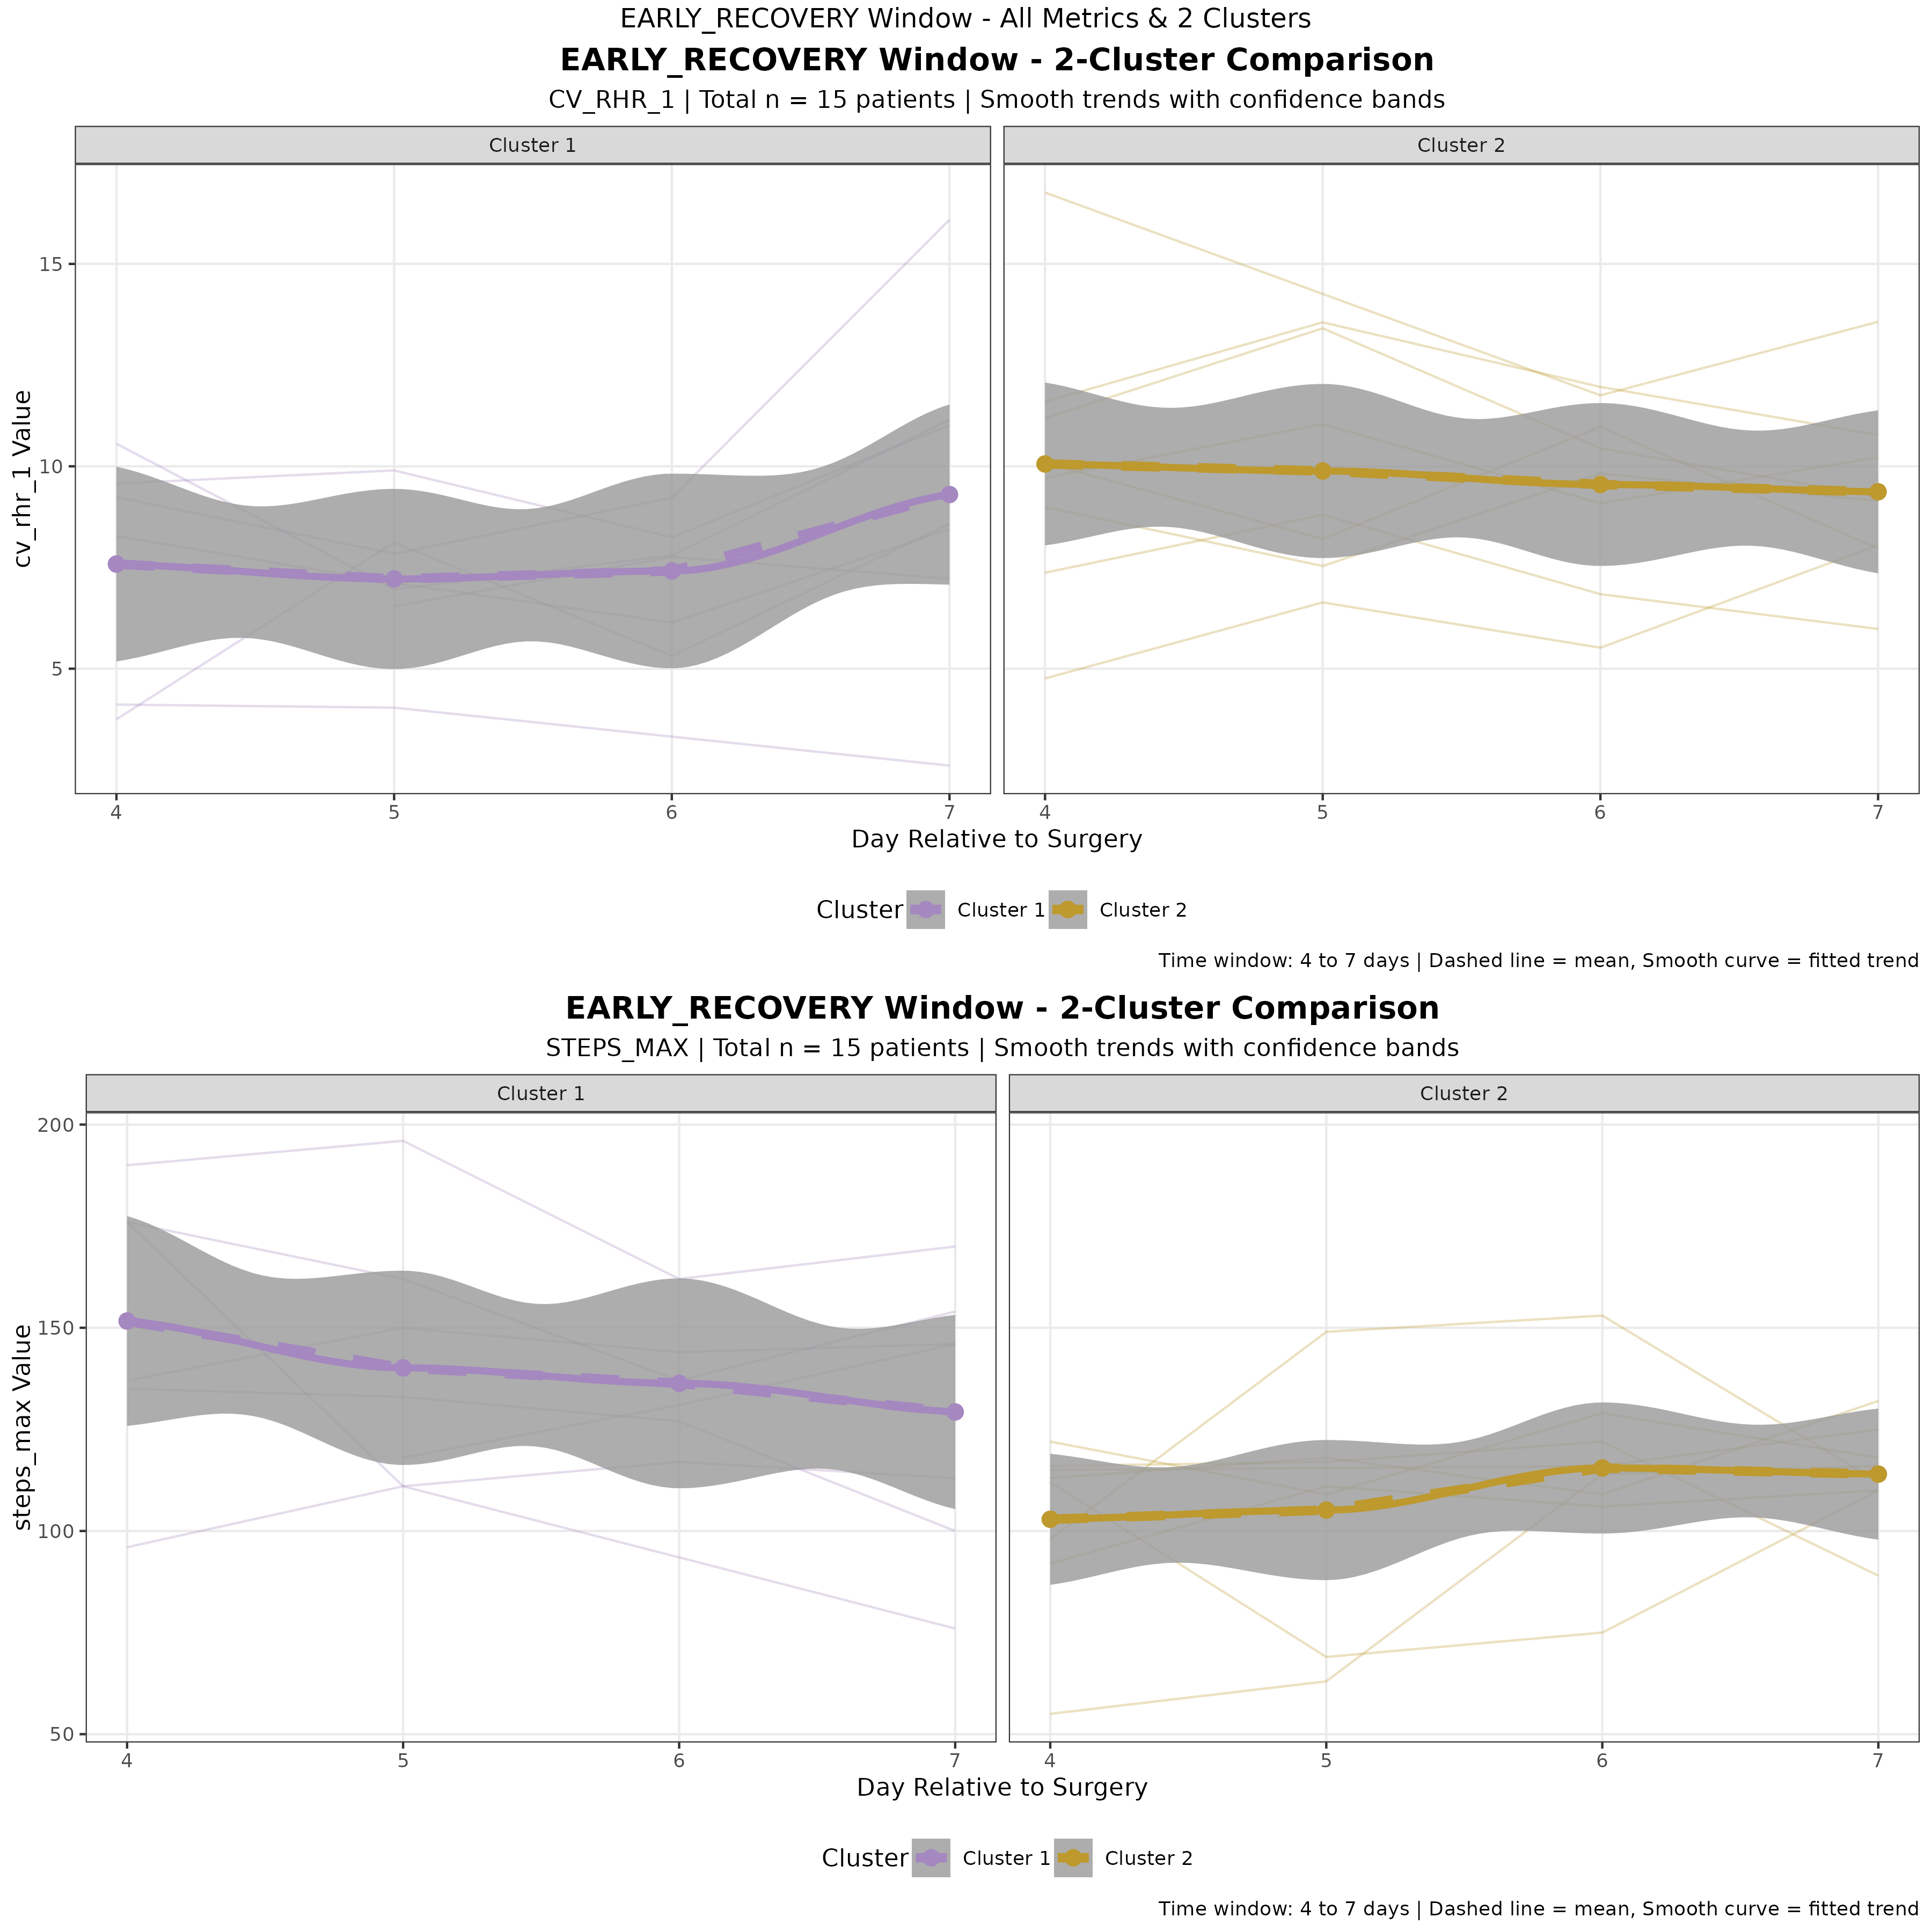 EARLY_RECOVERY Window - All Metrics & 2 Clusters
EARLY_RECOVERY Window - 2-Cluster Comparison
CV_RHR_1 | Total n = 15 patients | Smooth trends with confidence bands
Cluster 1
Cluster 2
cv_rhr_1 Value
15
10
5
4
5
6
7
4
5
6
7
Day Relative to Surgery
Cluster
Cluster 1
Cluster 2
Time window: 4 to 7 days | Dashed line = mean, Smooth curve = fitted trend
EARLY_RECOVERY Window - 2-Cluster Comparison
STEPS_MAX | Total n = 15 patients | Smooth trends with confidence bands
Cluster 1
Cluster 2
steps_max Value
200
150
100
50
4
5
6
7
4
5
6
7
Day Relative to Surgery
Cluster
Cluster 1
Cluster 2
Time window: 4 to 7 days | Dashed line = mean, Smooth curve = fitted trend